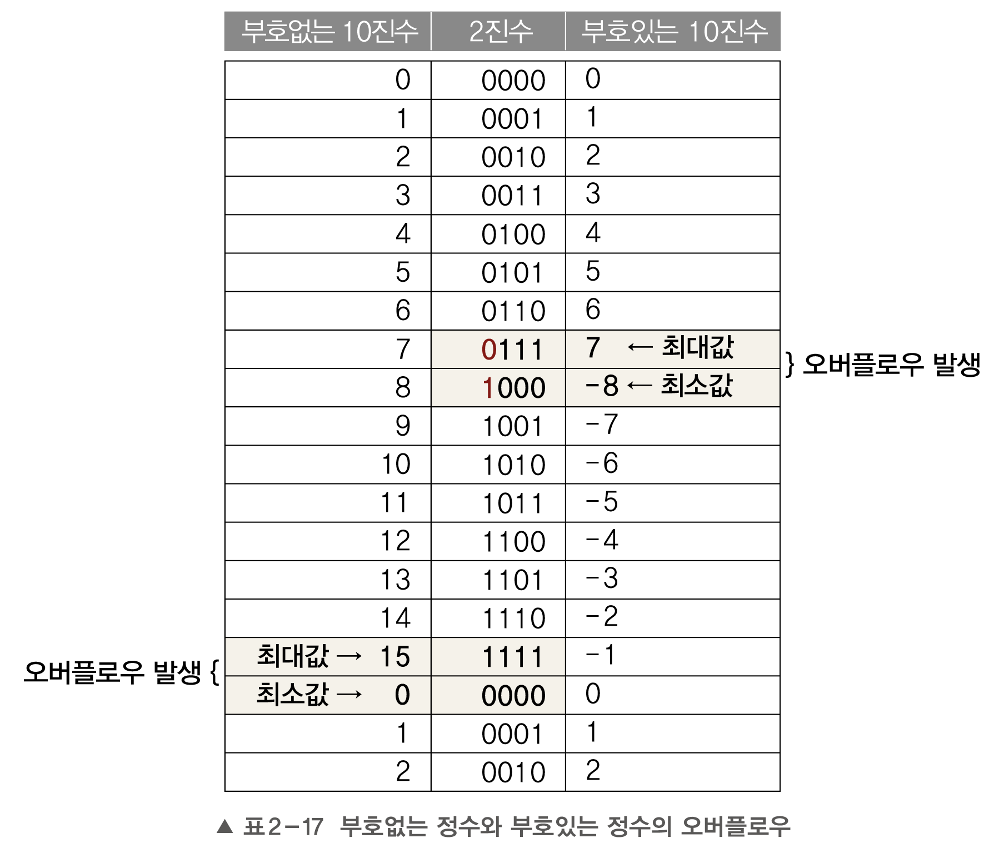 부호없는 10진수 2진수 부호있는 10진수
0 0000 0
1 0001 1
2 0010 2
3 0011 3
4 0100 4
5 0101 5
6 0110 6
7 0111 7 ← 최대값
} 오버플로우 발생
8 1000 -8 ← 최소값
9 1001 -7
10 1010 -6
11 1011 -5
12 1100 -4
13 1101 -3
14 1110 -2
최대값 → 15 1111 -1
오버플로우 발생 {
최소값 → 0 0000 0
1 0001 1
2 0010 2
▲ 표2-17 부호없는 정수와 부호있는 정수의 오버플로우